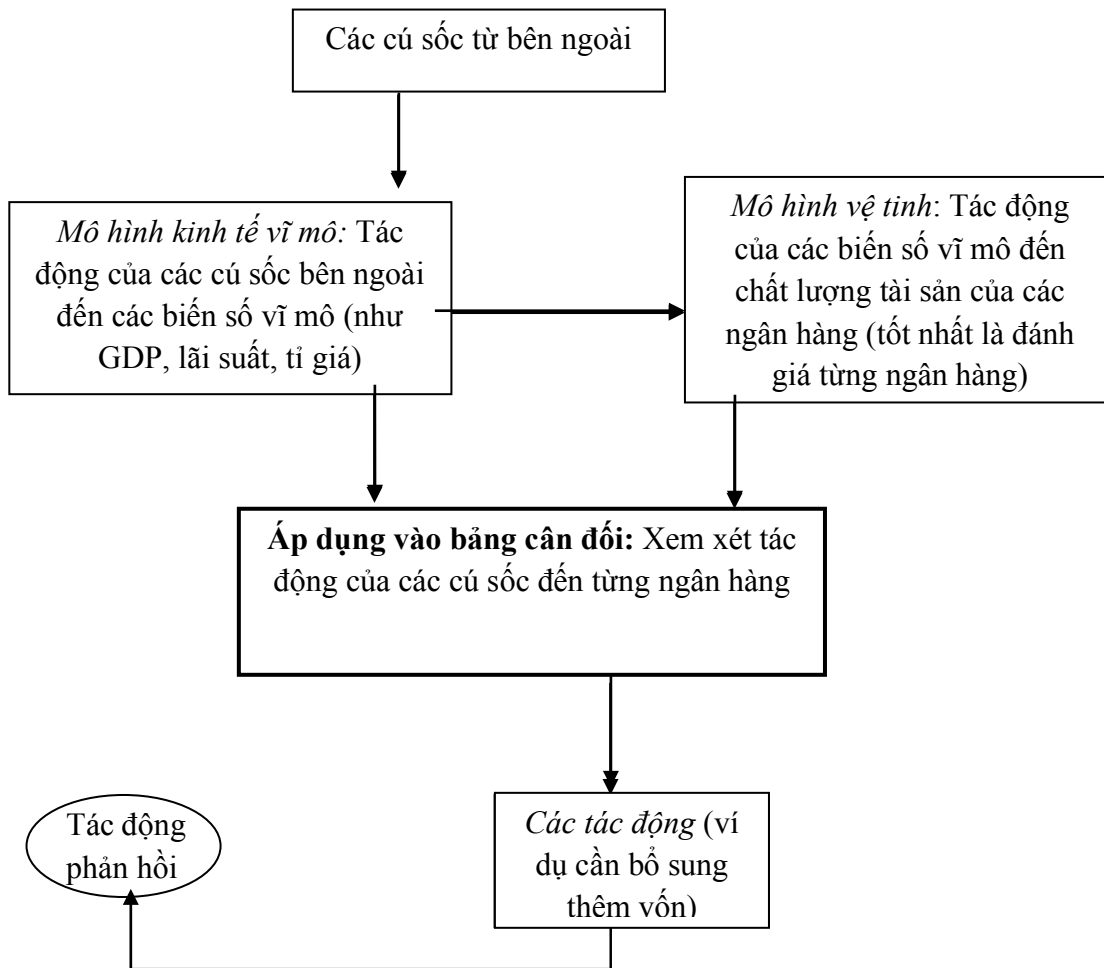 Các cú sốc từ bên ngoài
Mô hình kinh tế vĩ mô: Tác
động của các cú sốc bên ngoài
đến các biến số vĩ mô (như
GDP, lãi suất, tỉ giá)
Mô hình vệ tinh: Tác động
của các biến số vĩ mô đến
chất lượng tài sản của các
ngân hàng (tốt nhất là đánh
giá từng ngân hàng)
Áp dụng vào bảng cân đối: Xem xét tác
động của các cú sốc đến từng ngân hàng
Tác động
phản hồi
Các tác động (ví
dụ cần bổ sung
thêm vốn)